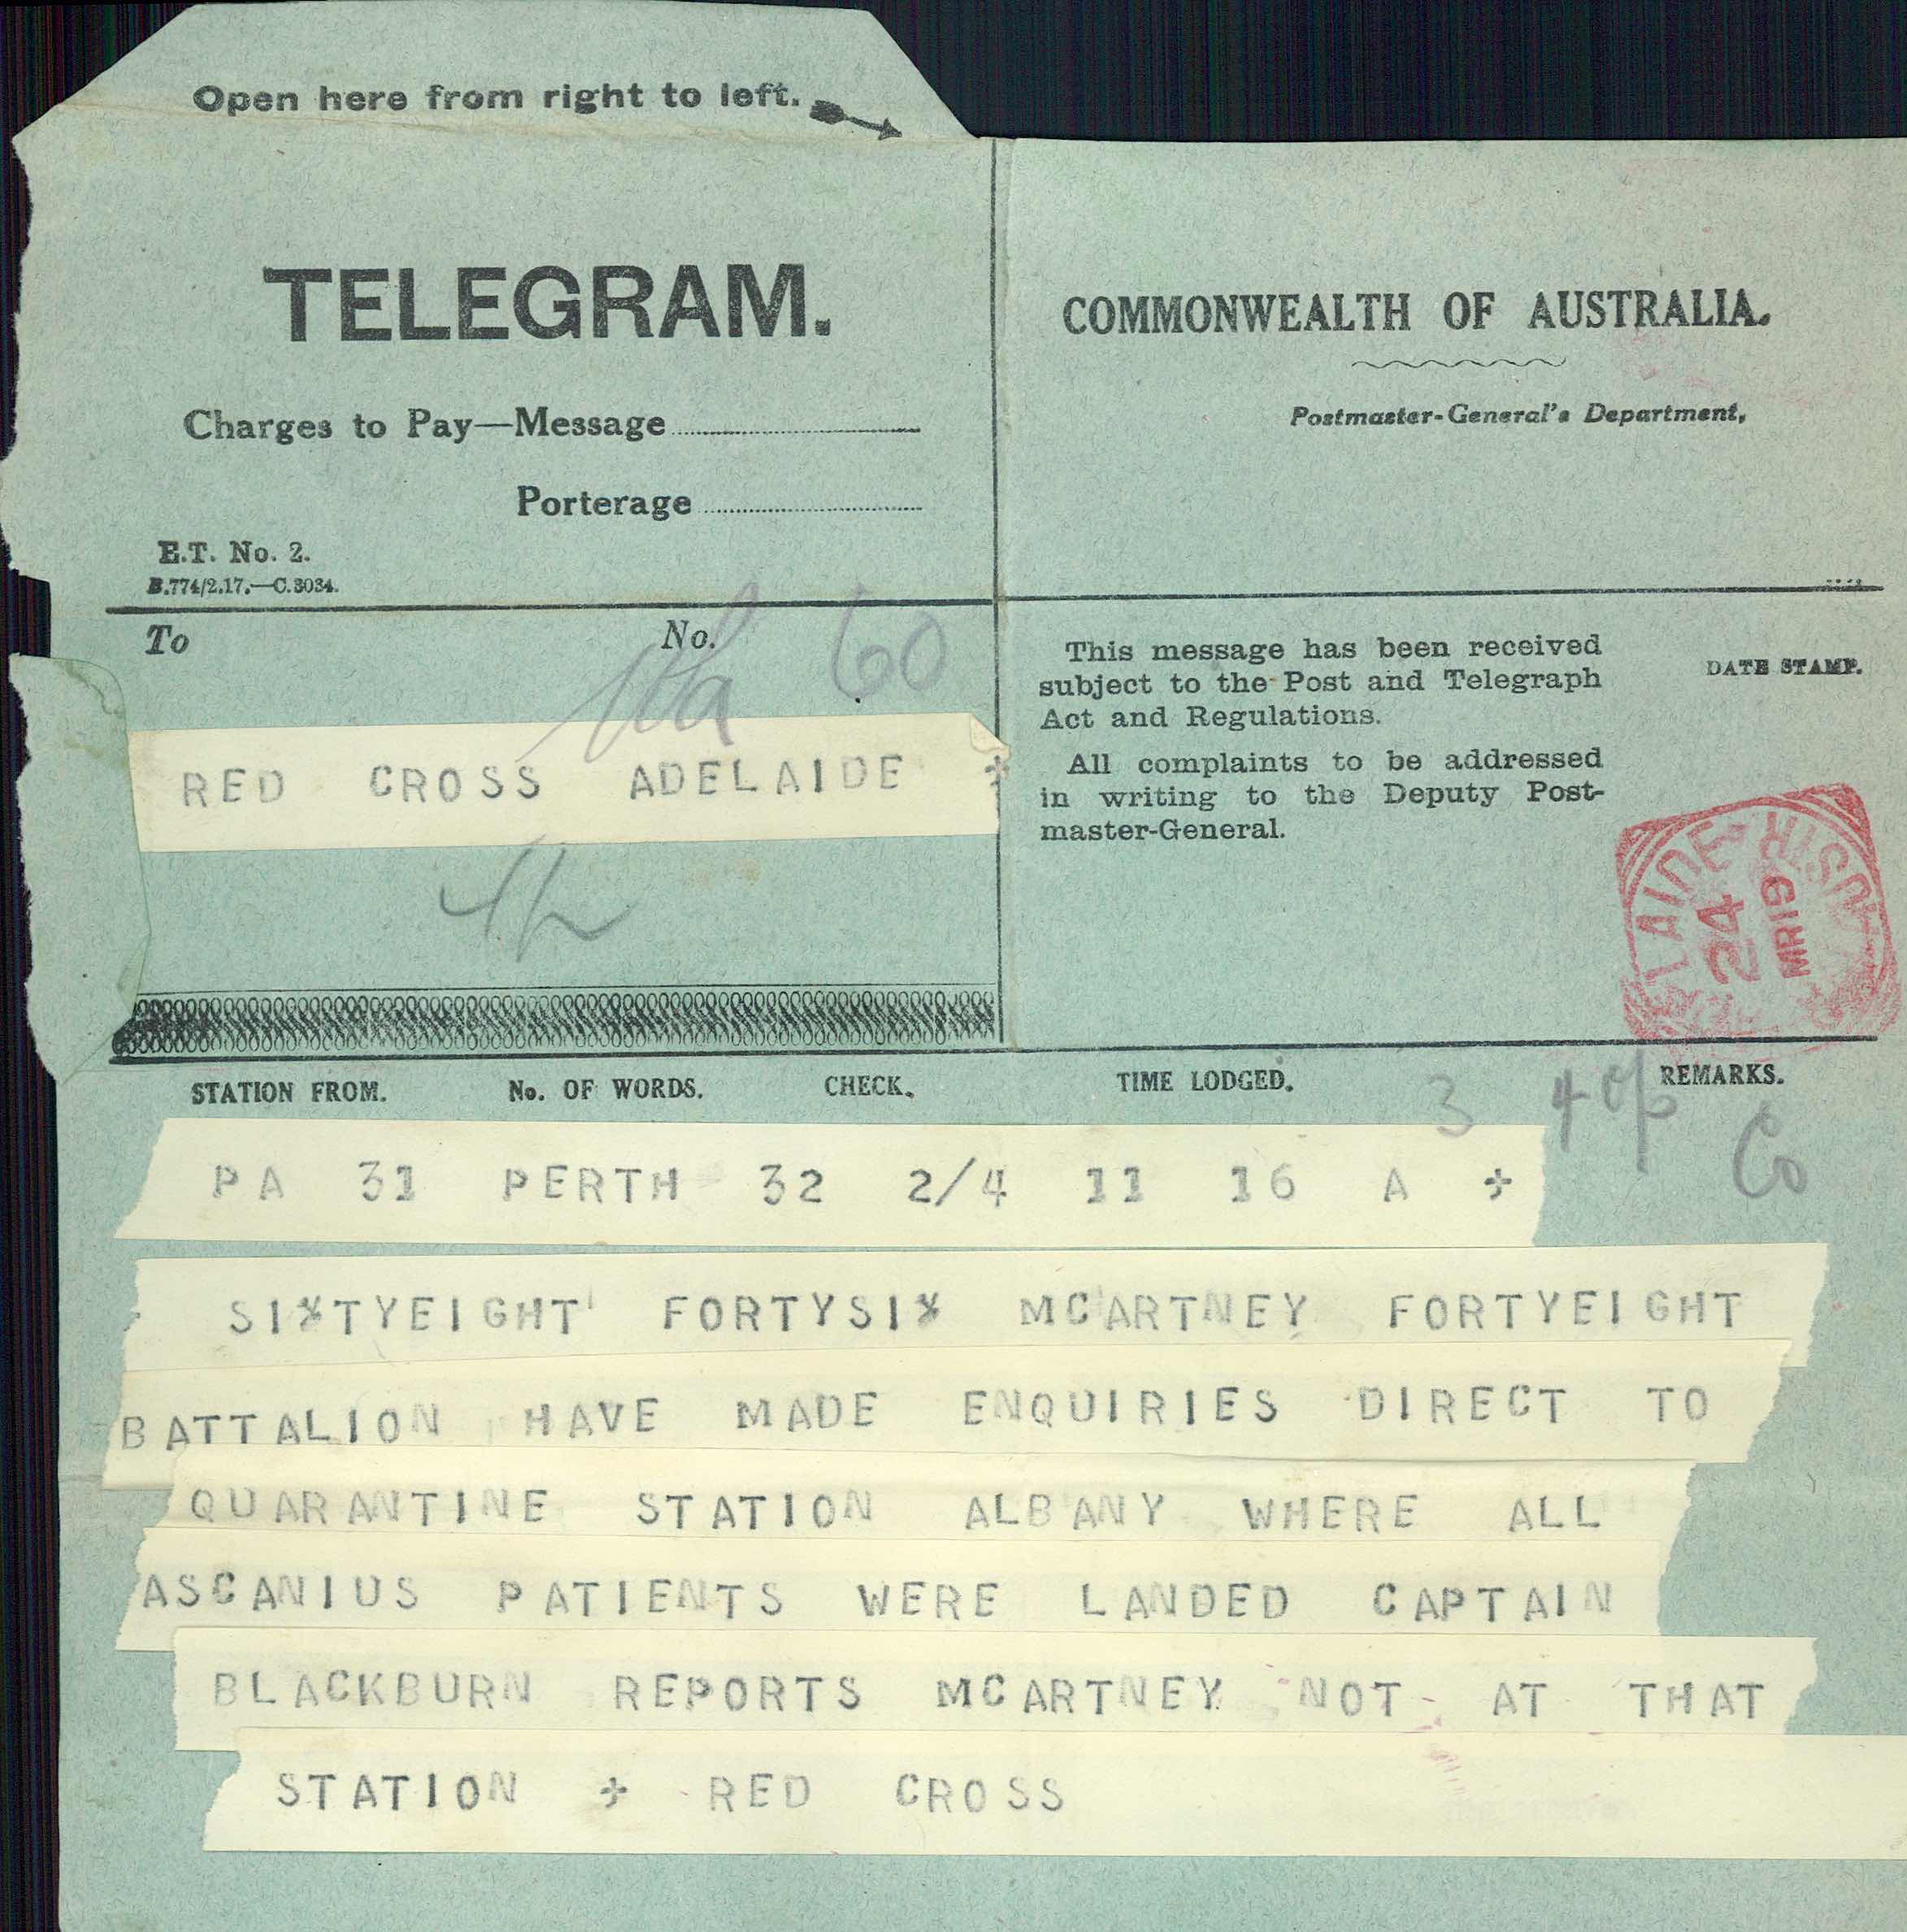 Open here from right to left.
TELEGRAM.
Charges to Pay—Message
Porterage
E.T. No. 2.
B.774/2.17.—C.3034.
COMMONWEALTH OF AUSTRALIA.
Postmaster-General's Department,
To No. 60
RED CROSS ADELAIDE +
This message has been received
subject to the Post and Telegraph
Act and Regulations.
All complaints to be addressed
in writing to the Deputy Post-
master-General.
DATE STAMP.
24
MR19
STATION FROM. No. OF WORDS. CHECK. TIME LODGED. REMARKS.
3 4
PA 31 PERTH 32 2/4 11 16 A +
SIXTYEIGHT FORTYSIX MCARTNEY FORTYEIGHT
BATTALION HAVE MADE ENQUIRIES DIRECT TO
QUARANTINE STATION ALBANY WHERE ALL
ASCANIUS PATIENTS WERE LANDED CAPTAIN
BLACKBURN REPORTS MCARTNEY NOT AT THAT
STATION + RED CROSS